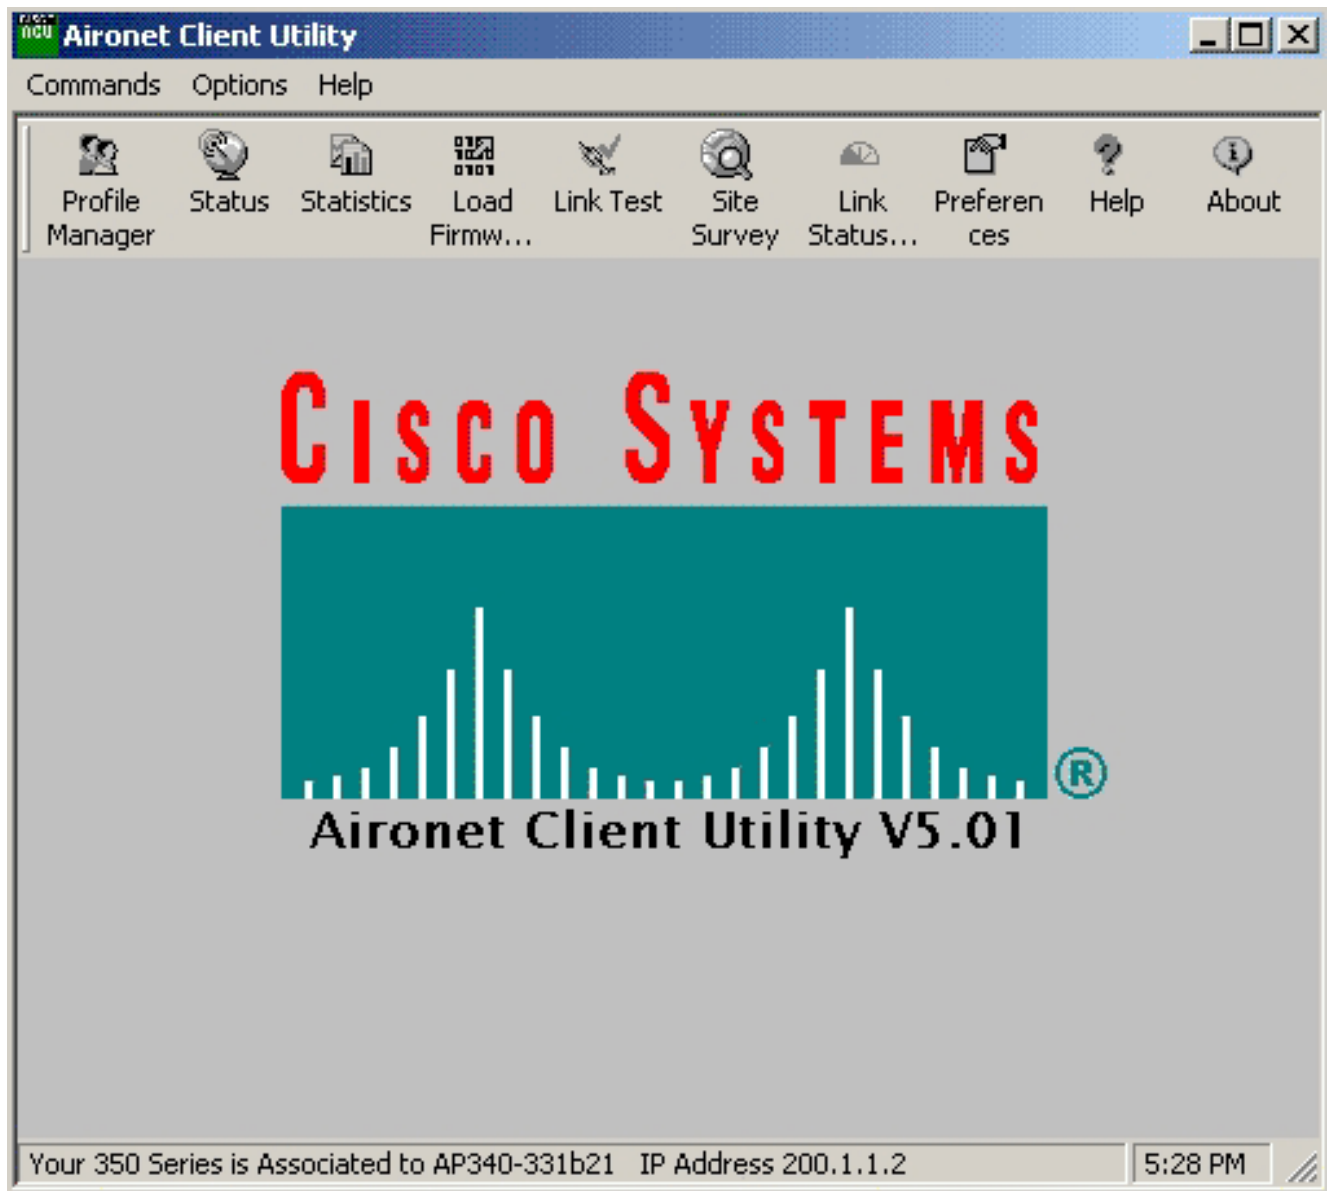 Aironet Client Utility
Commands Options Help
Profile Manager
Status
Statistics
Load Firmw...
Link Test
Site Survey
Link Status...
Preferen
ces
Help
About
CISCO SYSTEMS
®
Aironet Client Utility V5.01
Your 350 Series is Associated to AP340-331b21 IP Address 200.1.1.2
5:28 PM